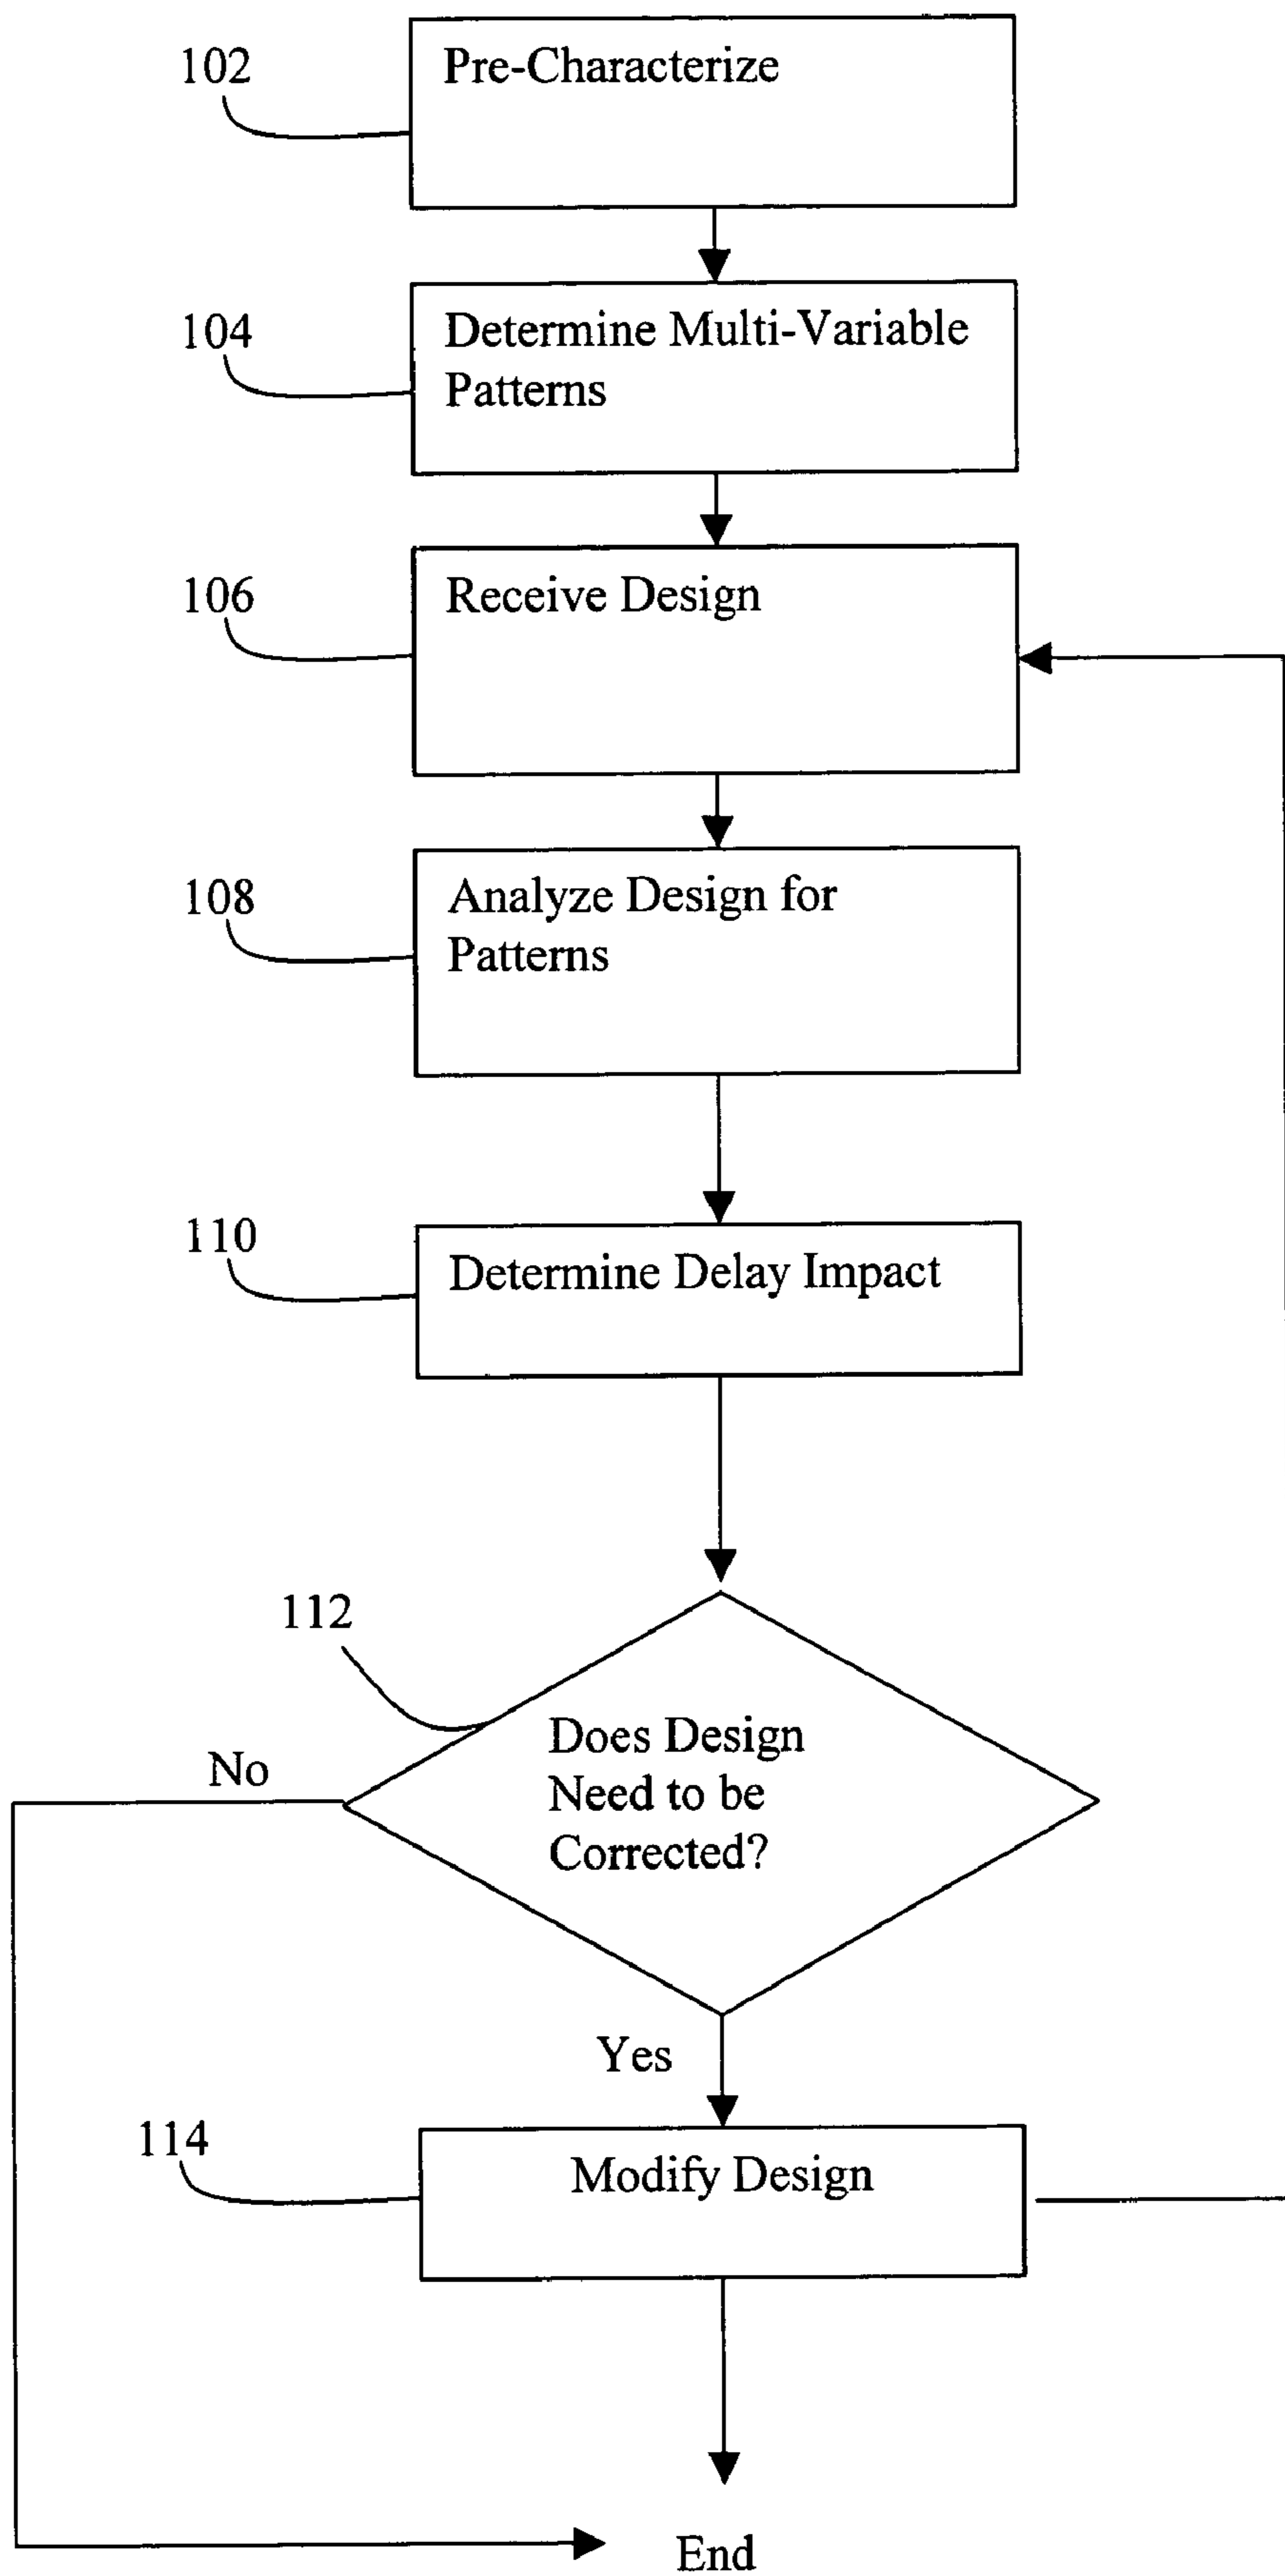 102
Pre-Characterize
104
Determine Multi-Variable
Patterns
106
Receive Design
108
Analyze Design for
Patterns
110
Determine Delay Impact
112
Does Design
Need to be
Corrected?
No
Yes
114
Modify Design
End